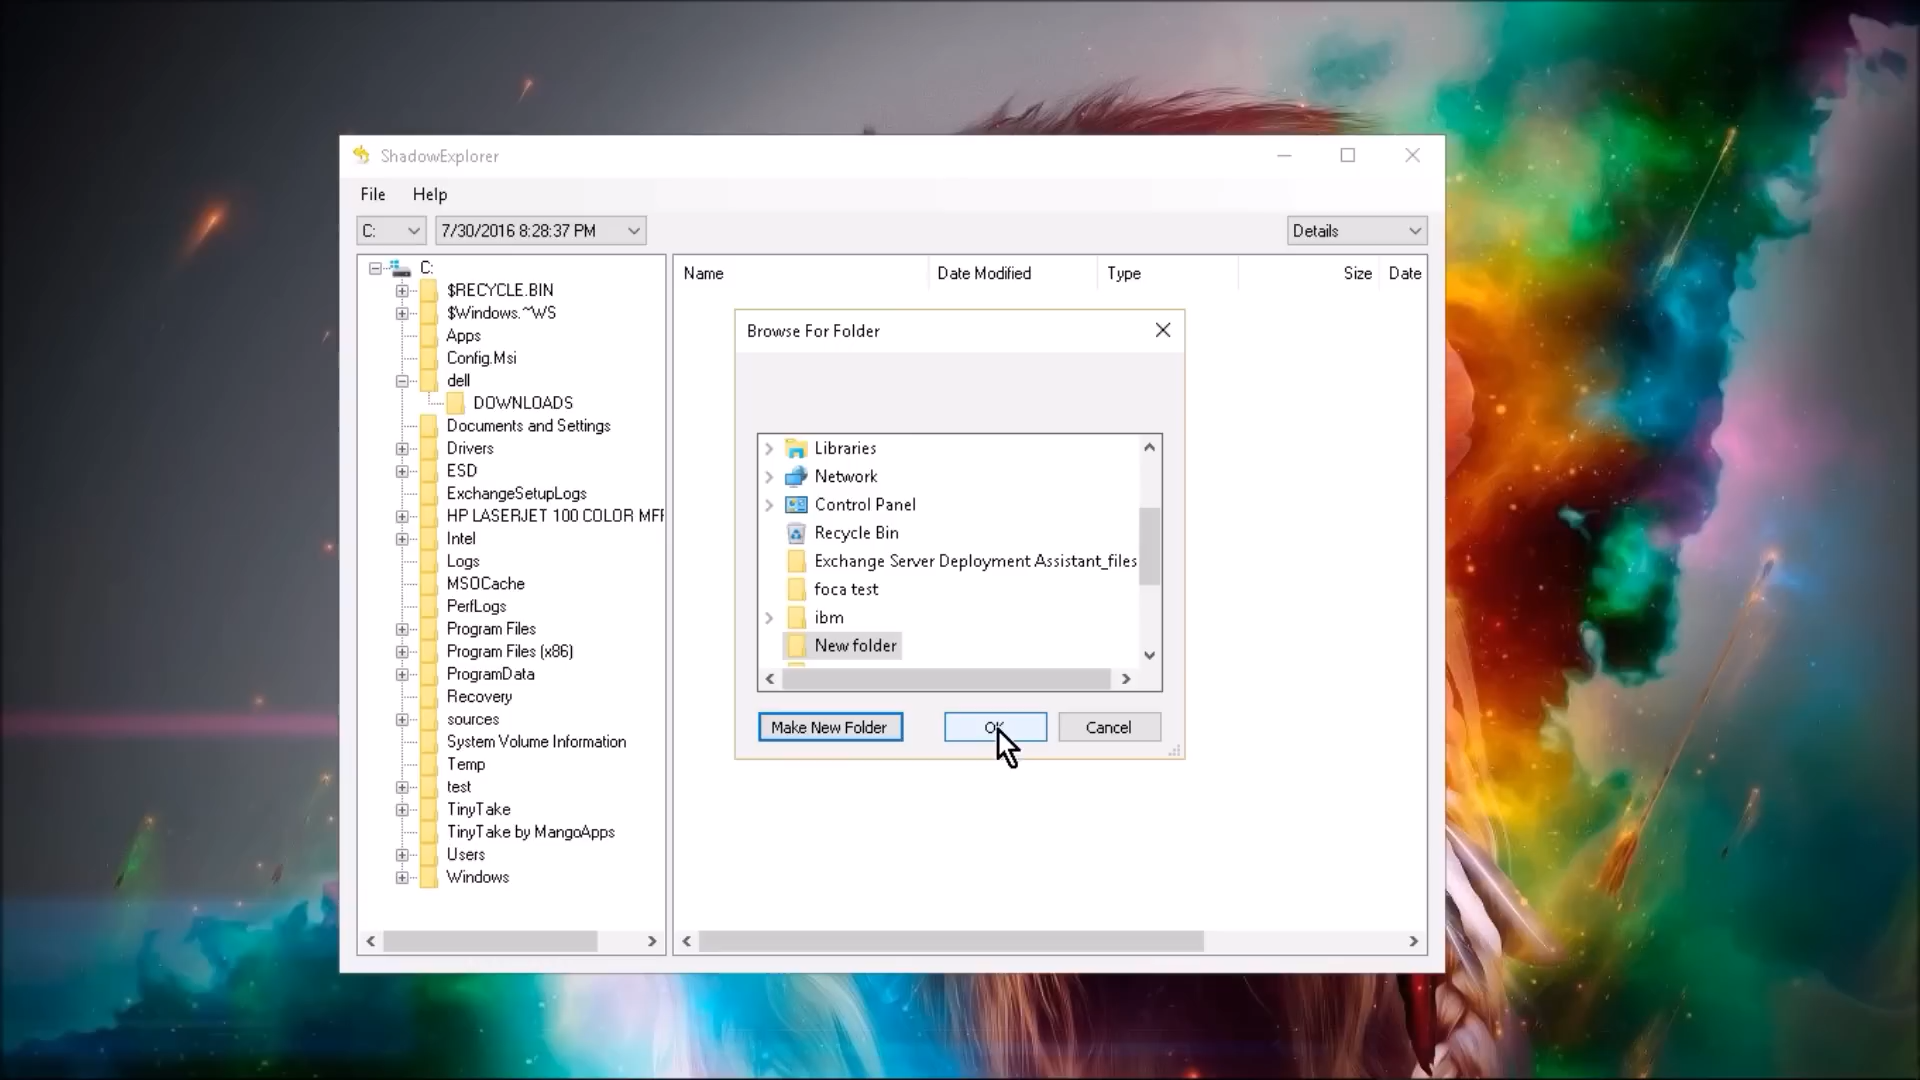 ShadowExplorer
File Help
C: 7/30/2016 8:28:37 PM Details
C:
$RECYCLE.BIN
$Windows.~WS
Apps
Config.Msi
dell
DOWNLOADS
Documents and Settings
Drivers
ESD
ExchangeSetupLogs
HP LASERJET 100 COLOR MFF
Intel
Logs
MSOCache
PerfLogs
Program Files
Program Files (x86)
ProgramData
Recovery
sources
System Volume Information
Temp
test
TinyTake
TinyTake by MangoApps
Users
Windows
Name Date Modified Type Size Date
Browse For Folder
Libraries
Network
Control Panel
Recycle Bin
Exchange Server Deployment Assistant_files
foca test
ibm
New folder
Make New Folder OK Cancel